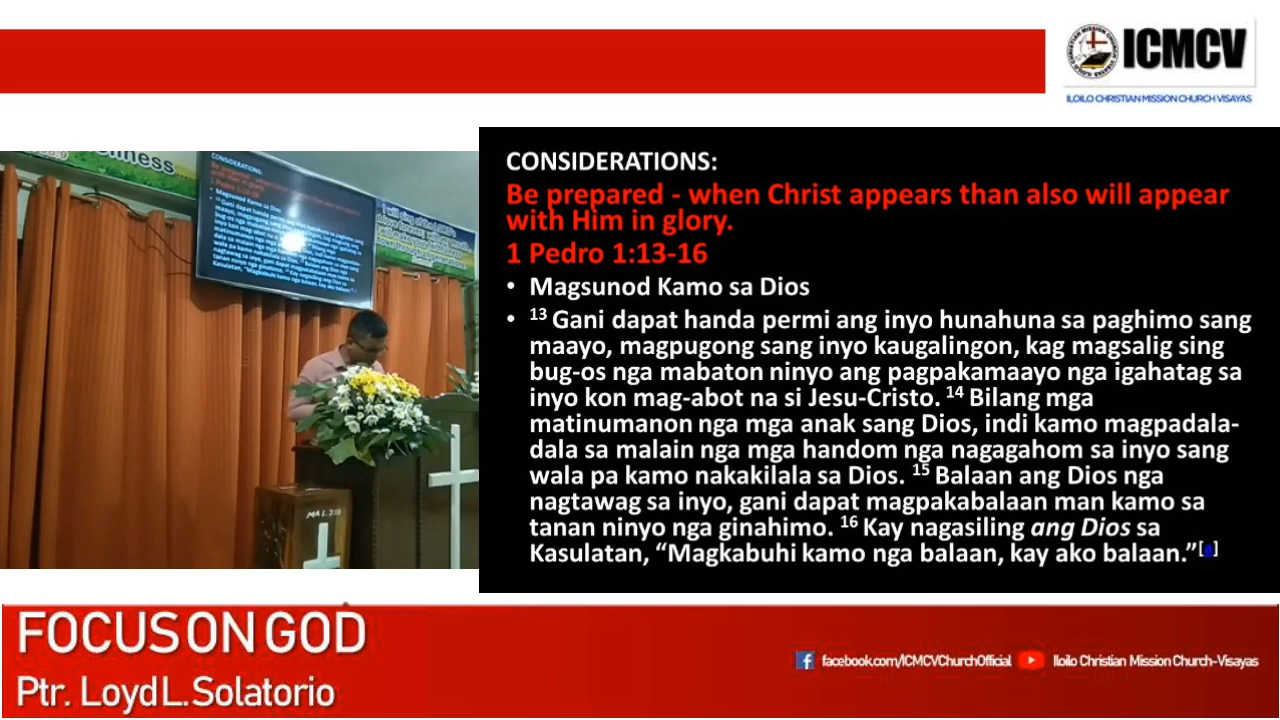 ICMCV
ILOILO CHRISTIAN MISSION CHURCH VISAYAS
CONSIDERATIONS:
Be prepared - when Christ appears than also will appear
with Him in glory.
1 Pedro 1:13-16
• Magsunod Kamo sa Dios
• 13 Gani dapat handa permi ang inyo hunahuna sa paghimo sang
maayo, magpugong sang inyo kaugalingon, kag magsalig sing
bug-os nga mabaton ninyo ang pagpakamaayo nga igahatag sa
inyo kon mag-abot na si Jesu-Cristo. 14 Bilang mga
matinumanon nga mga anak sang Dios, indi kamo magpadala-
dala sa malain nga mga handom nga nagagahom sa inyo sang
wala pa kamo nakakilala sa Dios. 15 Balaan ang Dios nga
nagtawag sa inyo, gani dapat magpakabalaan man kamo sa
tanan ninyo nga ginahimo. 16 Kay nagasiling ang Dios sa
Kasulatan, “Magkabuhi kamo nga balaan, kay ako balaan.”[a]
CONSIDERATIONS:
Magsunod Kamo sa Dios
MAL. 3:10
FOCUS ON GOD
Ptr. Loyd L. Solatorio
facebook.com/ICMCVChurchOfficial
Iloilo Christian Mission Church-Visayas